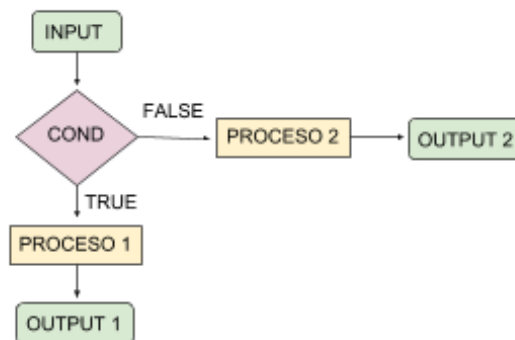 INPUT
FALSE
COND
PROCESO 2
OUTPUT 2
TRUE
PROCESO 1
OUTPUT 1